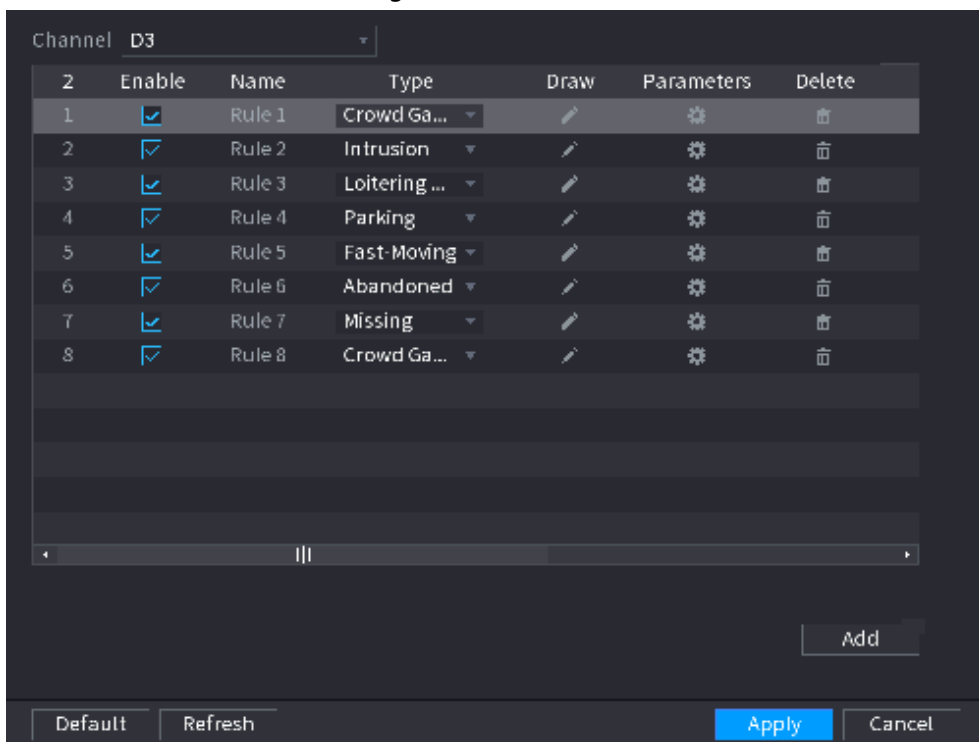 Channel D3
2 Enable Name Type Draw Parameters Delete
1 Rule 1 Crowd Ga...
2 Rule 2 Intrusion
3 Rule 3 Loitering ...
4 Rule 4 Parking
5 Rule 5 Fast-Moving
6 Rule 6 Abandoned
7 Rule 7 Missing
8 Rule 8 Crowd Ga...
Add
Default Refresh Apply Cancel